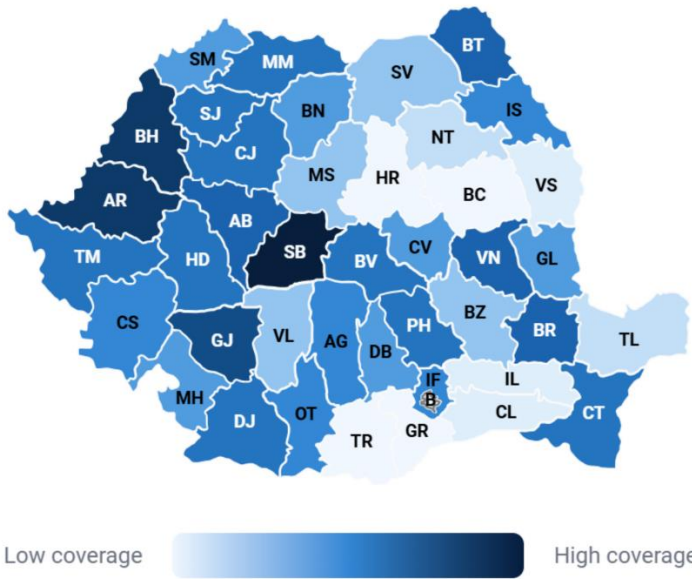 BT
SM
MM
SV
SJ
BN
IS
BH
CJ
NT
MS
HR
BC
VS
AR
AB
SB
TM
HD
BV
CV
VN
GL
CS
GJ
VL
AG
DB
PH
BZ
BR
TL
MH
IF
B
IL
CL
CT
DJ
OT
TR
GR
Low coverage
High coverage